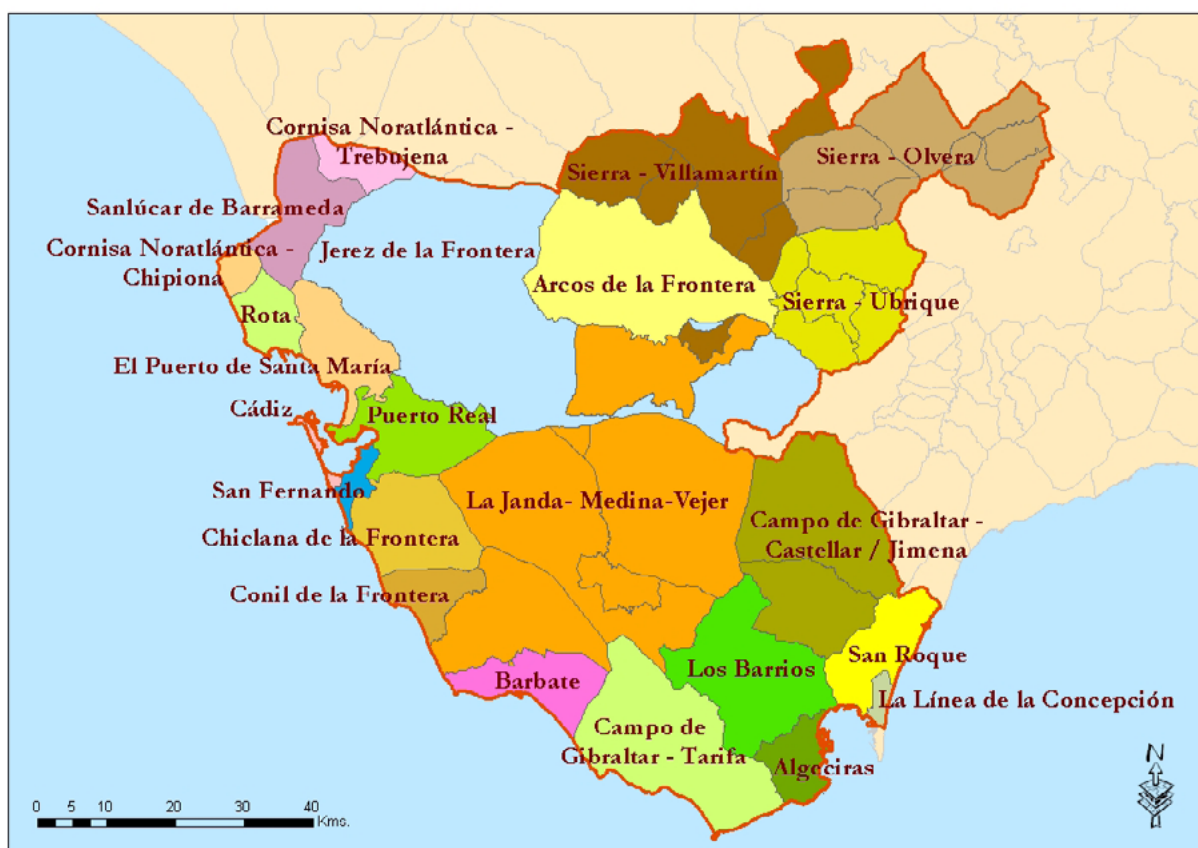 Cornisa Noratlántica -
Trebujena
Sierra - Villamartín
Sierra - Olvera
Sanlúcar de Barrameda
Jerez de la Frontera
Cornisa Noratlántica -
Chipiona
Arcos de la Frontera
Sierra - Ubrique
Rota
El Puerto de Santa María
Cádiz
Puerto Real
San Fernando
La Janda- Medina-Vejer
Chiclana de la Frontera
Campo de Gibraltar -
Castellar / Jimena
Conil de la Frontera
San Roque
Los Barrios
Barbate
La Línea de la Concepción
Campo de
Gibraltar - Tarifa
Algeciras
N
0 5 10 20 30 40
Kms.